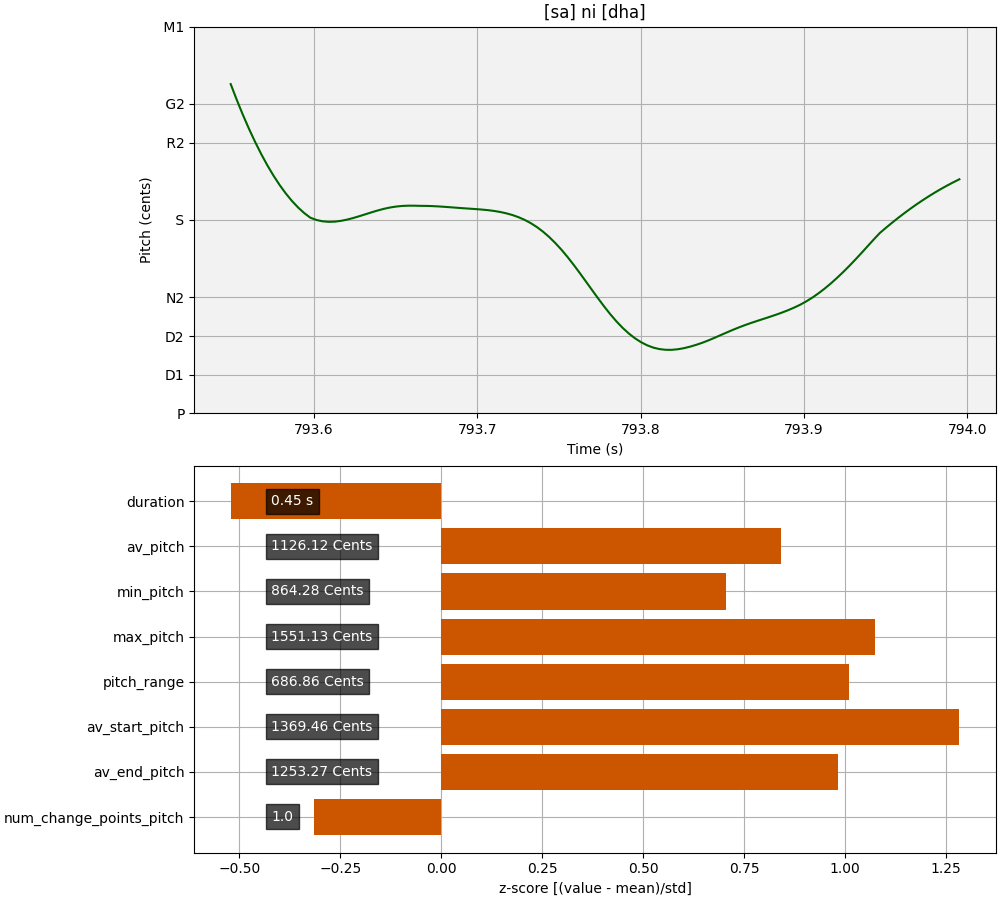 [sa] ni [dha]
M1
G2
R2
S
N2
D2
D1
P
Pitch (cents)
793.6 793.7 793.8 793.9 794.0
Time (s)
duration 0.45 s
av_pitch 1126.12 Cents
min_pitch 864.28 Cents
max_pitch 1551.13 Cents
pitch_range 686.86 Cents
av_start_pitch 1369.46 Cents
av_end_pitch 1253.27 Cents
num_change_points_pitch 1.0
−0.50 −0.25 0.00 0.25 0.50 0.75 1.00 1.25
z-score [(value - mean)/std]